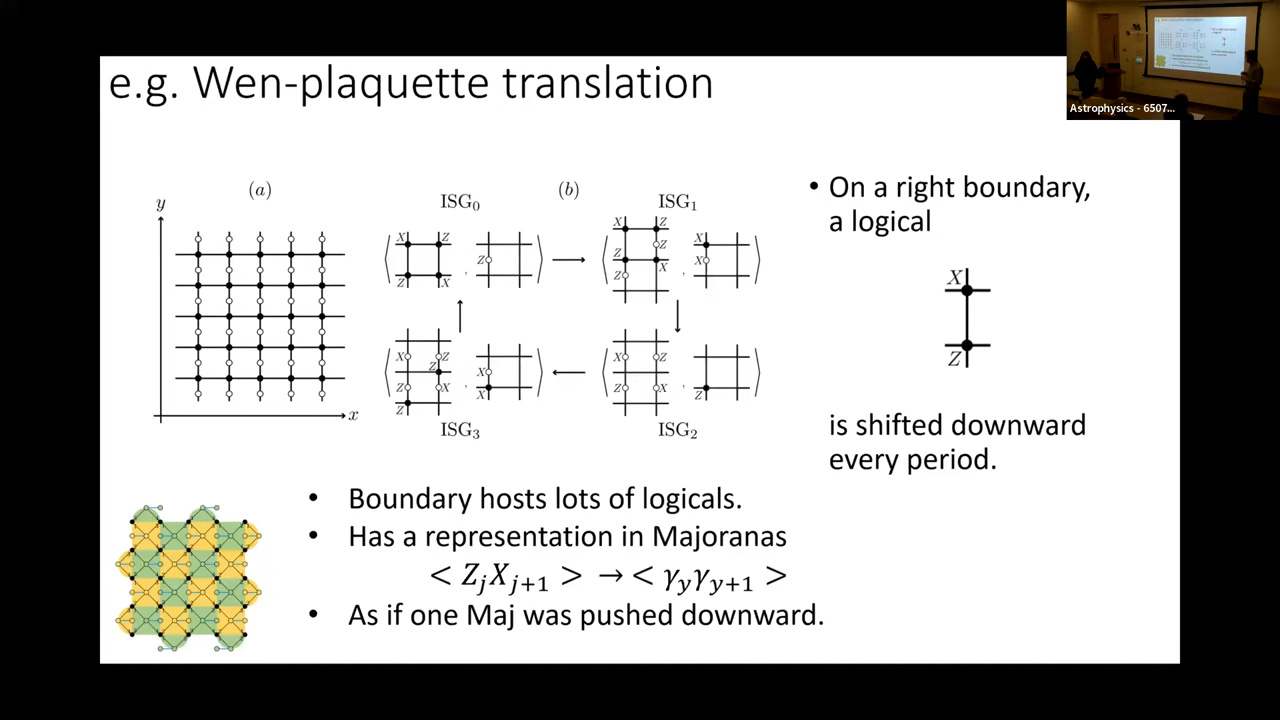 e.g. Wen-plaquette translation
Astrophysics - 6507...
(a)
y
x
(b)
ISG0
X Z
Z X
Z
ISG1
X Z
Z
Z X
Z
X
X
ISG3
X Z
Z
Z X
Z
X
X
ISG2
X Z
Z X
Z
• On a right boundary,
a logical
X
Z
is shifted downward
every period.
• Boundary hosts lots of logicals.
• Has a representation in Majoranas
< Z_j X_{j+1} > → < γ_y γ_{y+1} >
• As if one Maj was pushed downward.